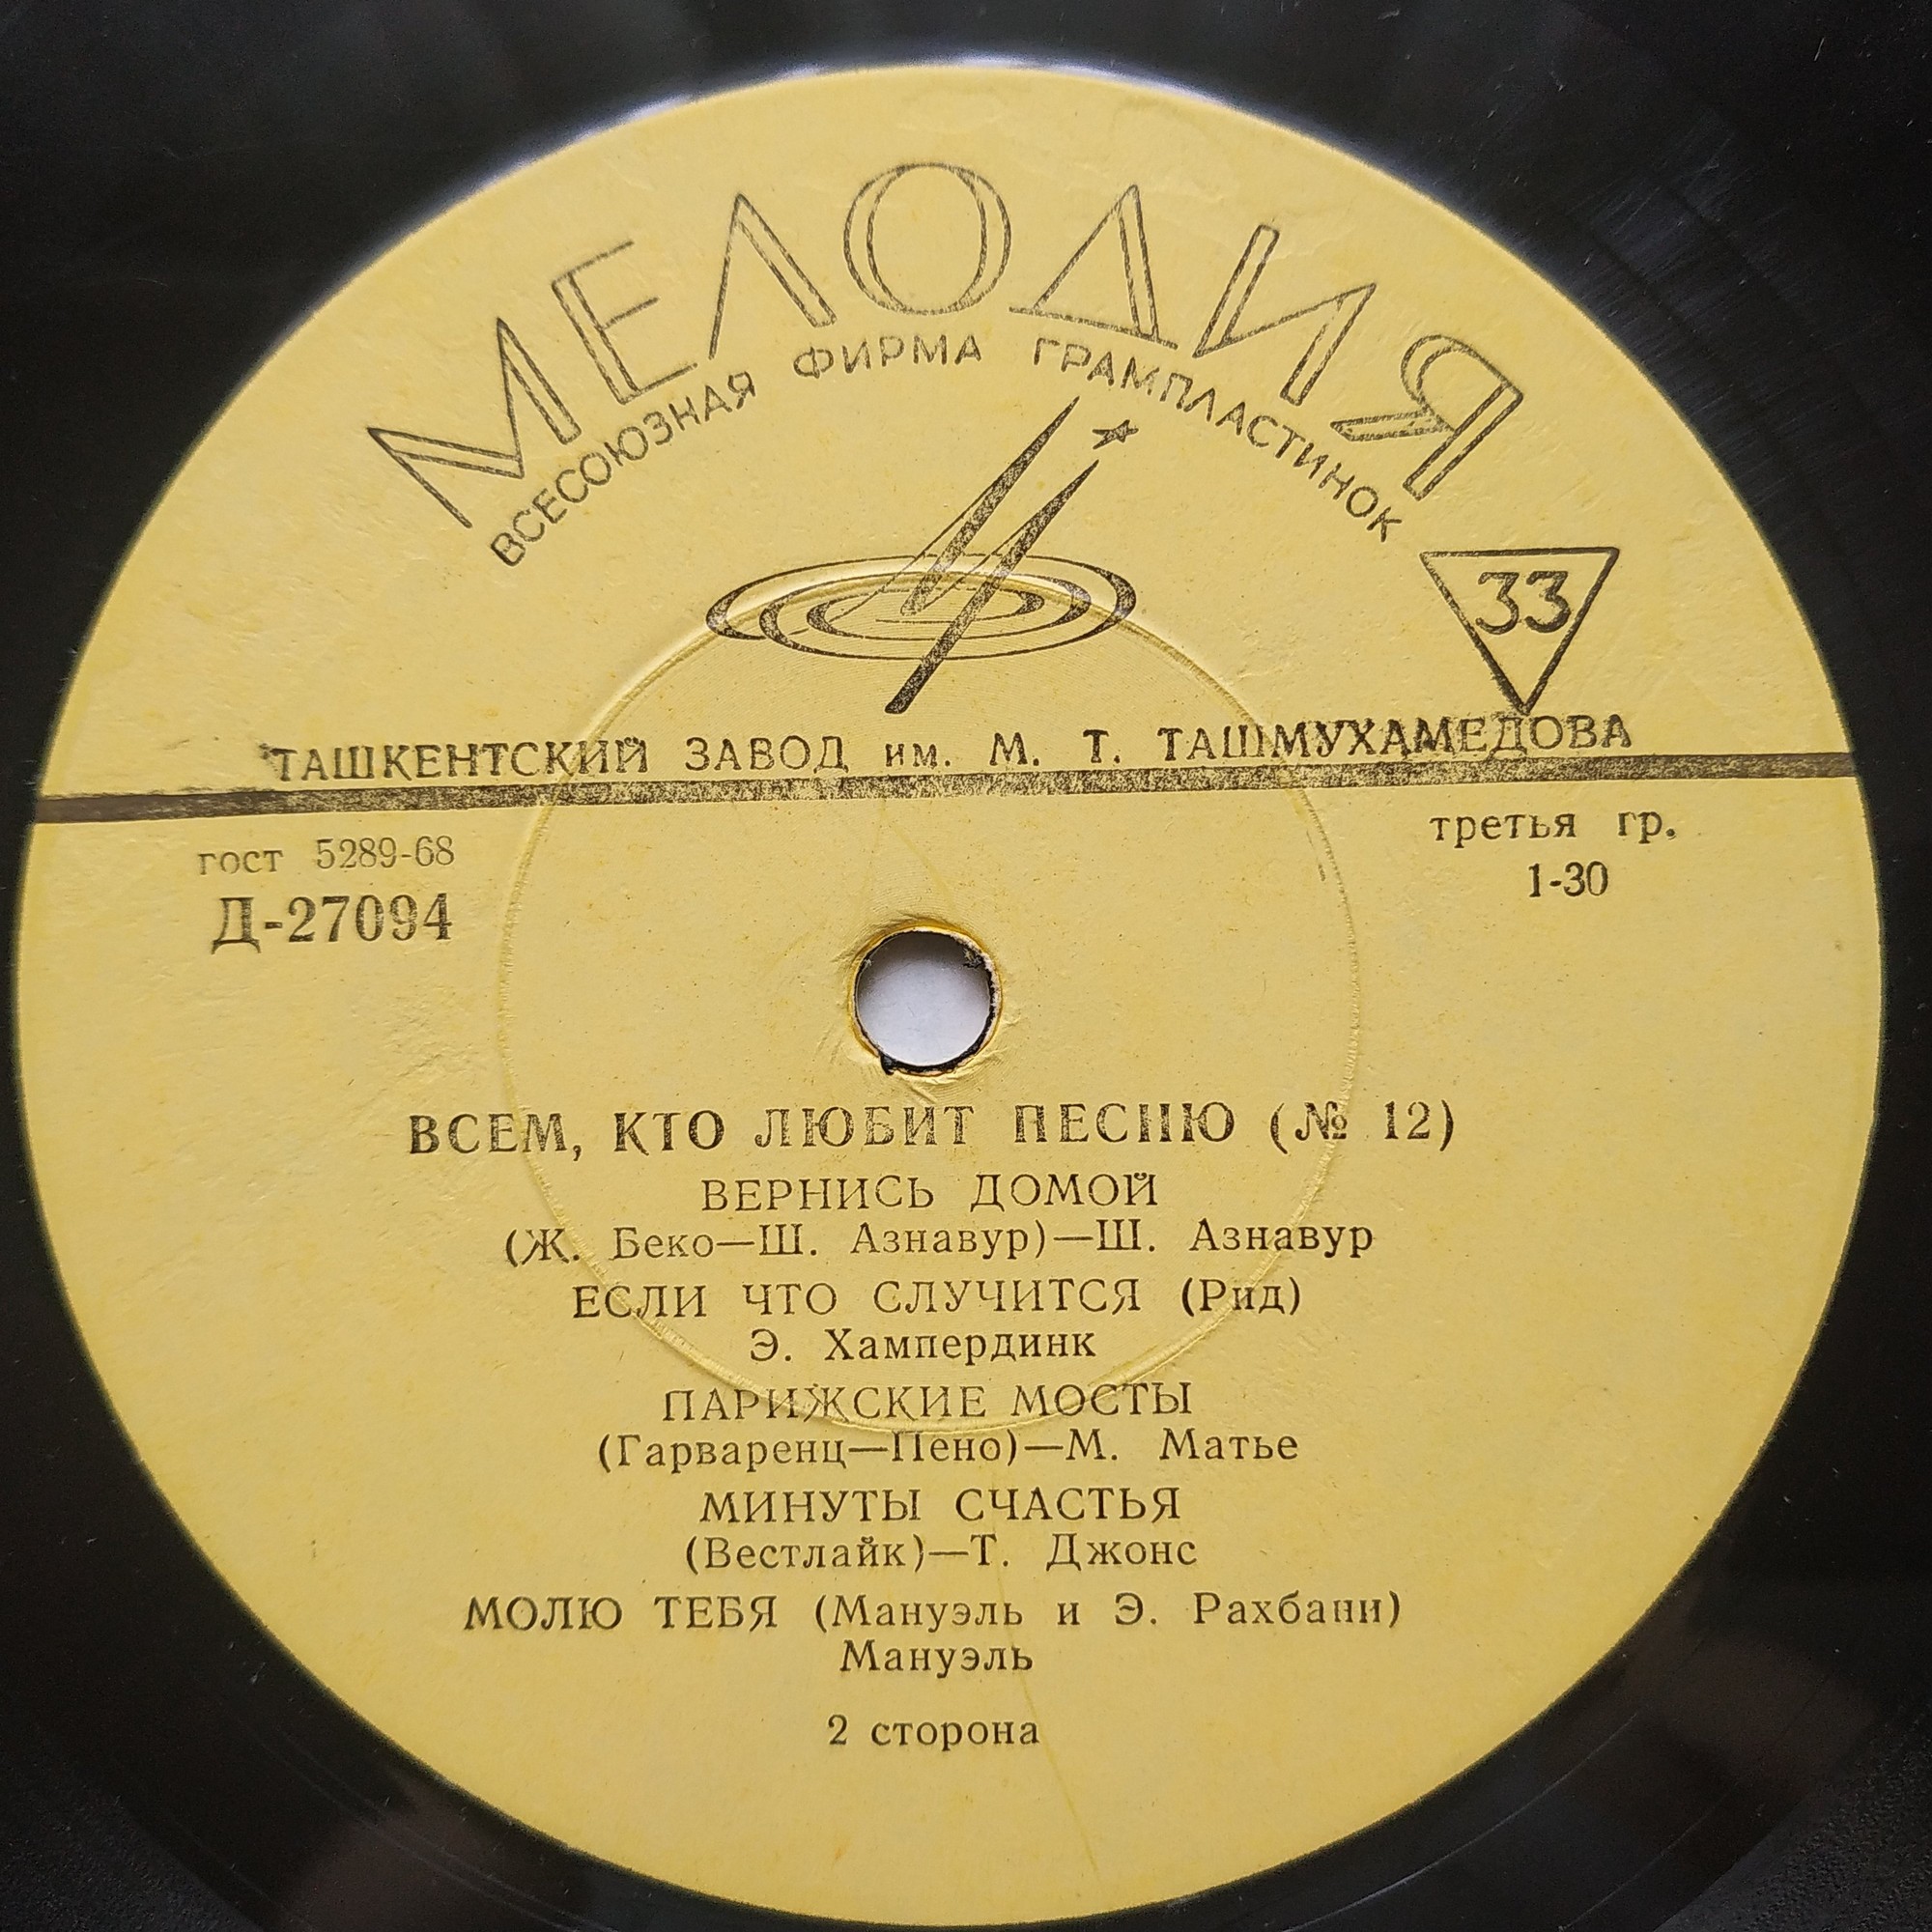 МЕЛОДИЯ
ВСЕСОЮЗНАЯ ФИРМА ГРАМПЛАСТИНОК
33
ТАШКЕНТСКИЙ ЗАВОД им. М. Т. ТАШМУХАМЕДОВА
гост 5289-68
Д-27094
третья гр.
1-30
ВСЕМ, КТО ЛЮБИТ ПЕСНЮ (№ 12)
ВЕРНИСЬ ДОМОЙ
(Ж. Беко—Ш. Азнавур)—Ш. Азнавур
ЕСЛИ ЧТО СЛУЧИТСЯ (Рид)
Э. Хампердинк
ПАРИЖСКИЕ МОСТЫ
(Гарваренц—Пено)—М. Матье
МИНУТЫ СЧАСТЬЯ
(Вестлайк)—Т. Джонс
МОЛЮ ТЕБЯ (Мануэль и Э. Рахбани)
Мануэль
2 сторона